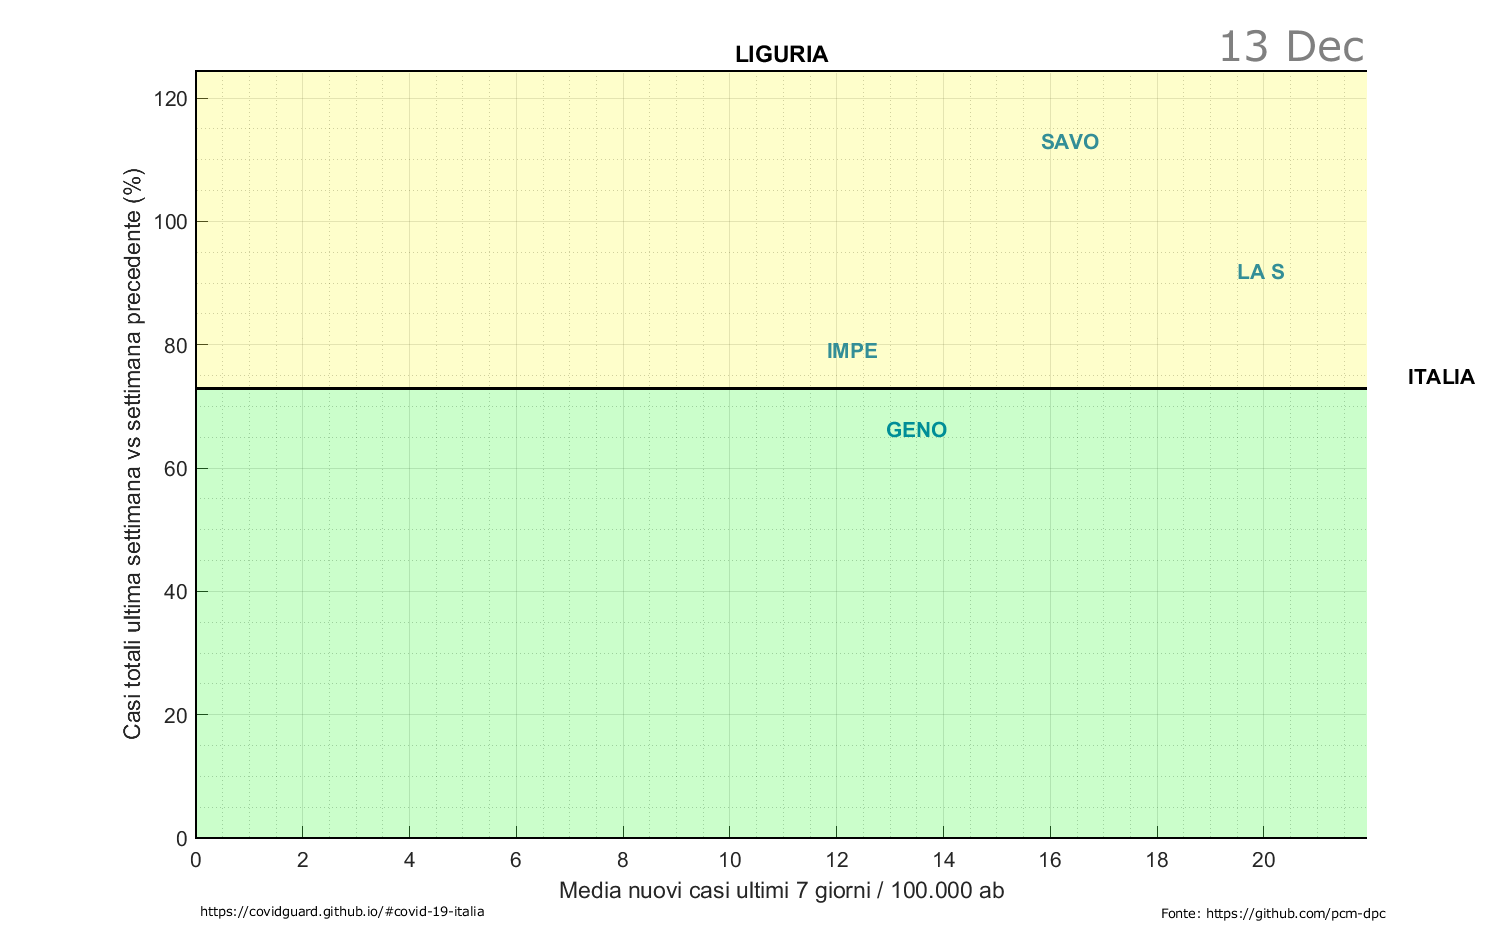 LIGURIA
13 Dec
Casi totali ultima settimana vs settimana precedente (%)
120
100
80
60
40
20
0
SAVO
LA S
IMPE
ITALIA
GENO
0 2 4 6 8 10 12 14 16 18 20
Media nuovi casi ultimi 7 giorni / 100.000 ab
https://covidguard.github.io/#covid-19-italia
Fonte: https://github.com/pcm-dpc